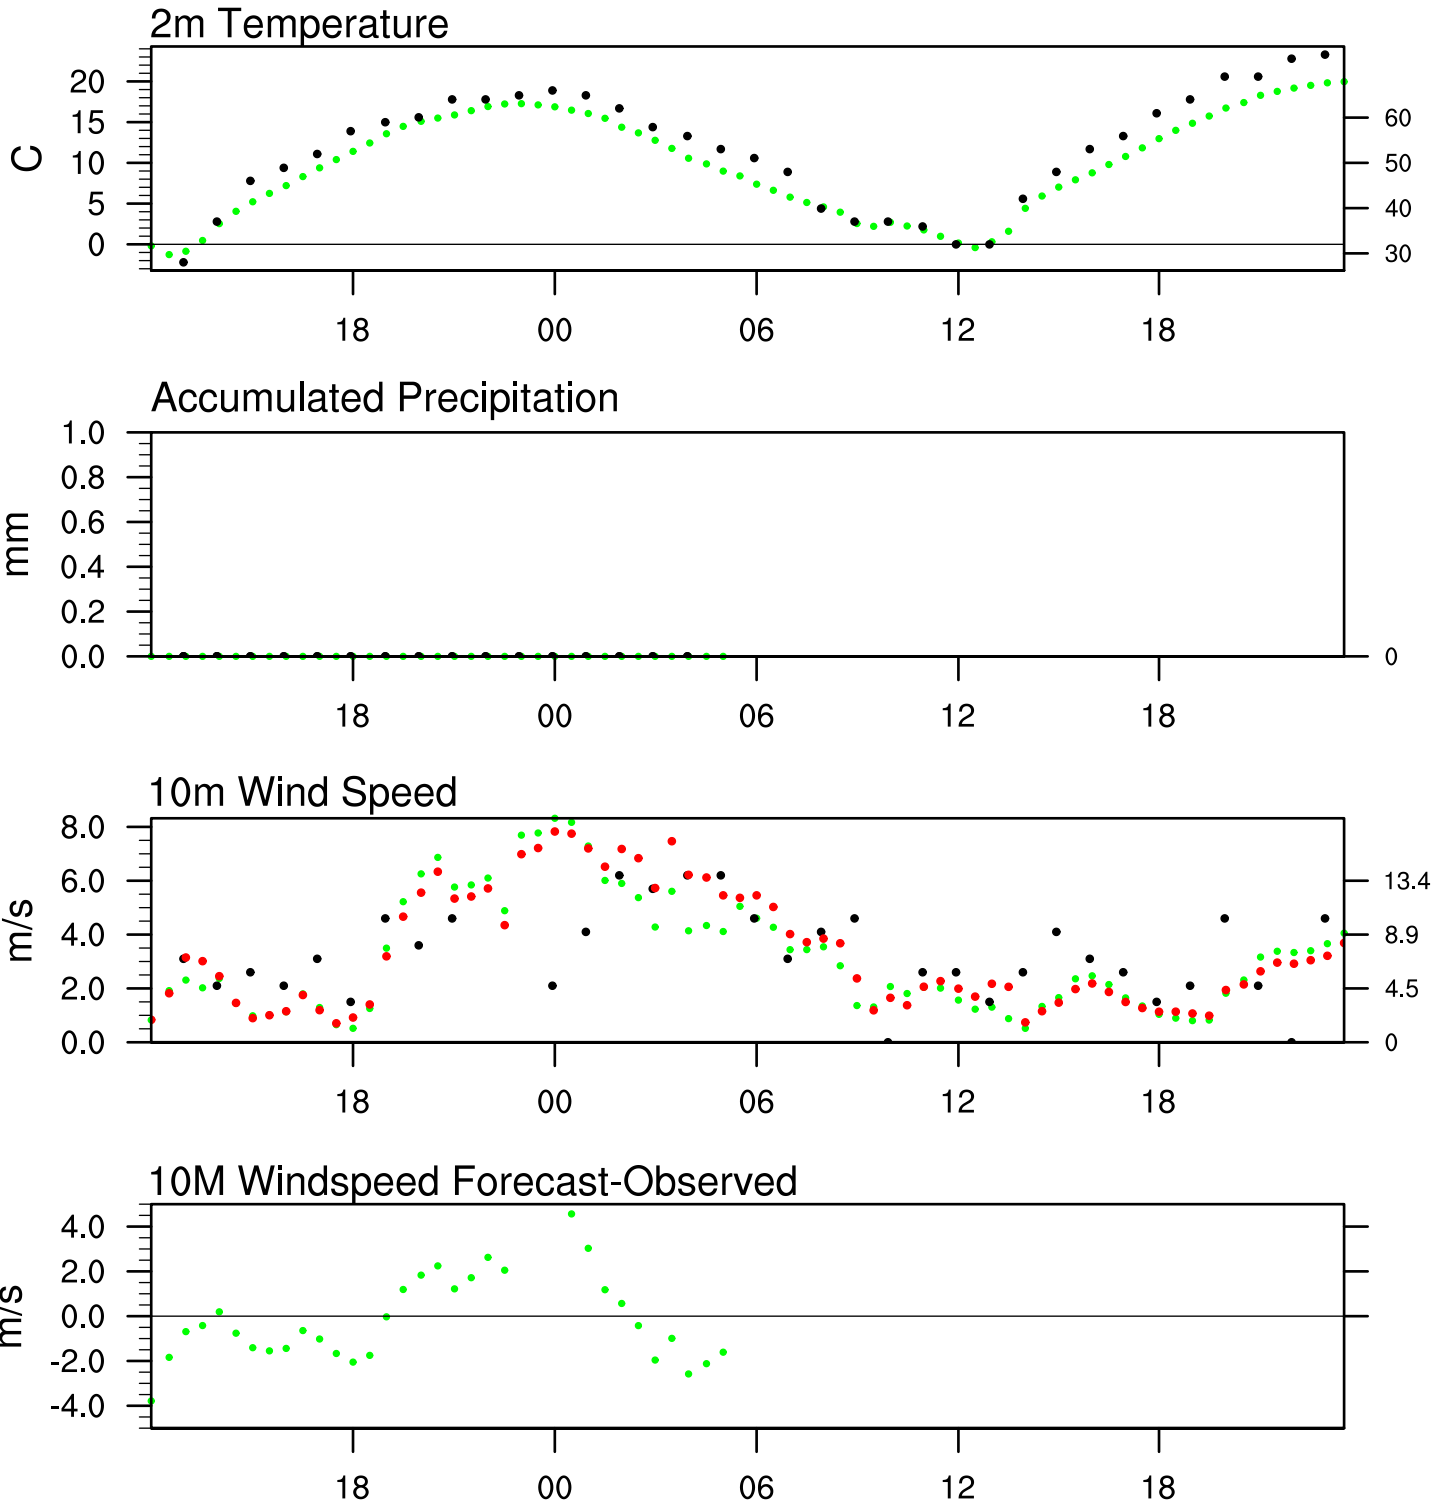 2m Temperature
20
15
10
5
0
C
60
50
40
30
18 00 06 12 18
Accumulated Precipitation
1.0
0.8
0.6
0.4
0.2
0.0
mm
0
18 00 06 12 18
10m Wind Speed
8.0
6.0
4.0
2.0
0.0
m/s
13.4
8.9
4.5
0
18 00 06 12 18
10M Windspeed Forecast-Observed
4.0
2.0
0.0
-2.0
-4.0
m/s
18 00 06 12 18